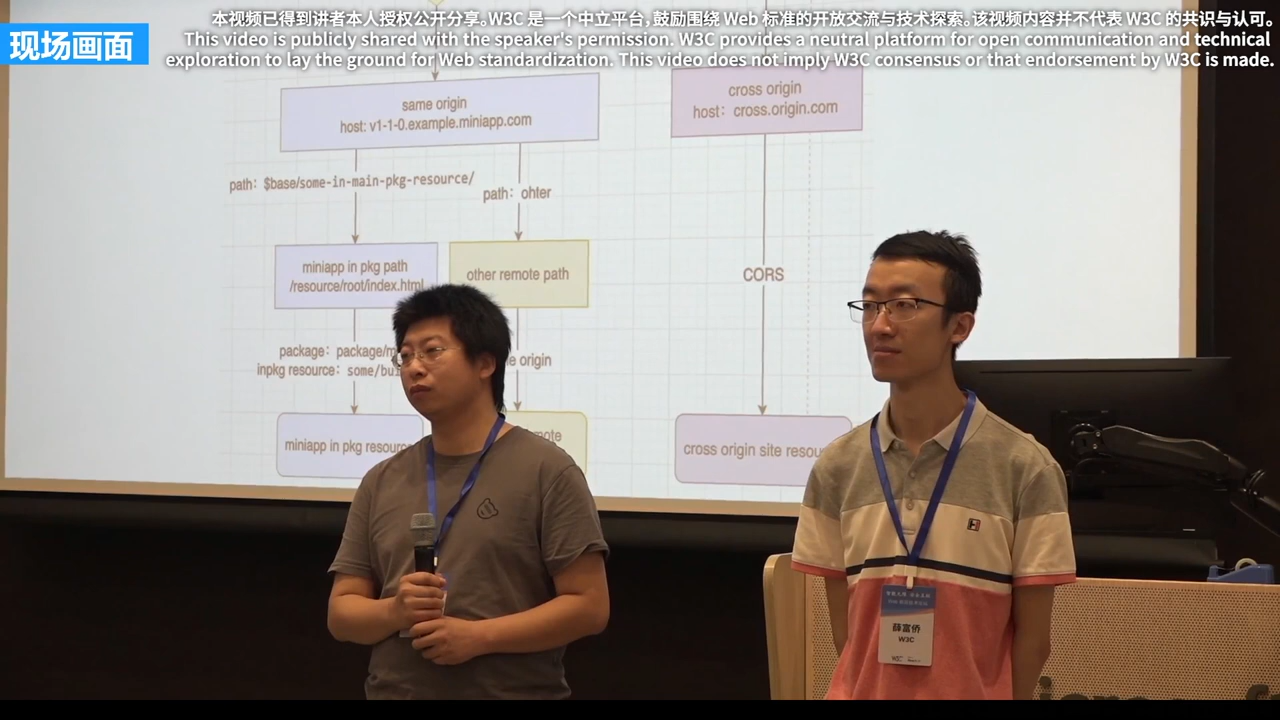 本视频已得到讲者本人授权公开分享。W3C 是一个中立平台，鼓励围绕 Web 标准的开放交流与技术探索。该视频内容并不代表 W3C 的共识与认可。
This video is publicly shared with the speaker's permission. W3C provides a neutral platform for open communication and technical
exploration to lay the ground for Web standardization. This video does not imply W3C consensus or that endorsement by W3C is made.
现场画面
same origin
host: v1-1-0.example.miniapp.com
cross origin
host: cross.origin.com
path: $base/some-in-main-pkg-resource/
path: ohter
miniapp in pkg path
/resource/root/index.html
other remote path
CORS
package: package/m
inpkg resource: some/bui
origin
miniapp in pkg resourc
mote
cross origin site resou
薛富侨
W3C